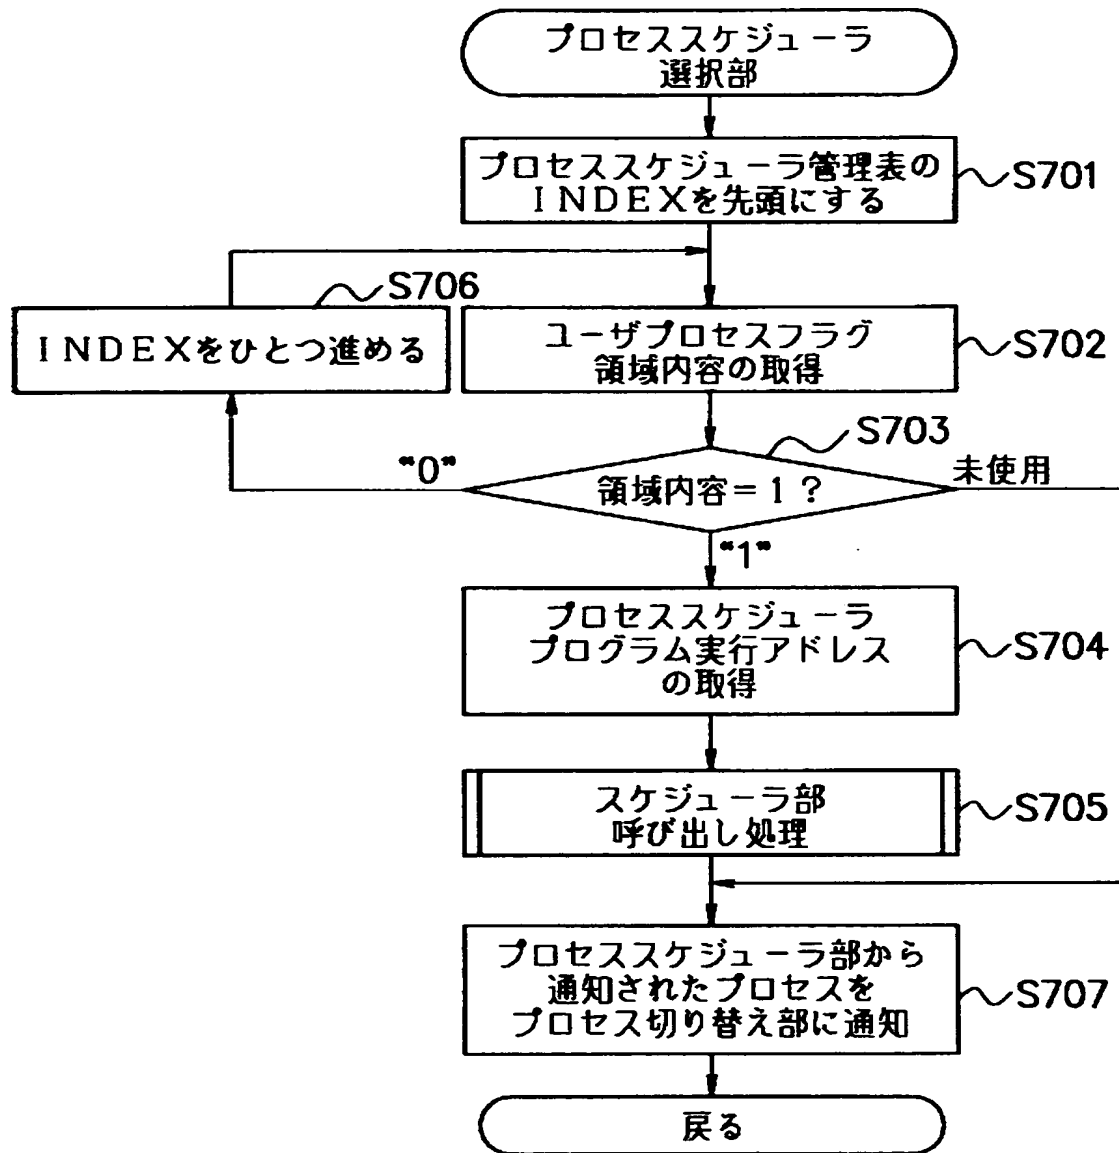 プロセススケジューラ
選択部
プロセススケジューラ管理表の
INDEXを先頭にする
S701
S706
INDEXをひとつ進める
ユーザプロセスフラグ
領域内容の取得
S702
S703
"0"
領域内容=1?
未使用
"1"
プロセススケジューラ
プログラム実行アドレス
の取得
S704
スケジューラ部
呼び出し処理
S705
プロセススケジューラ部から
通知されたプロセスを
プロセス切り替え部に通知
S707
戻る